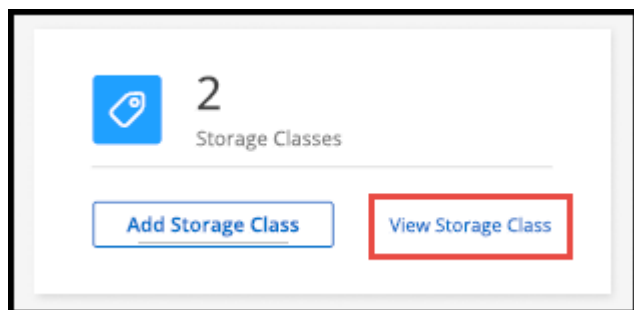 2
Storage Classes
Add Storage Class
View Storage Class